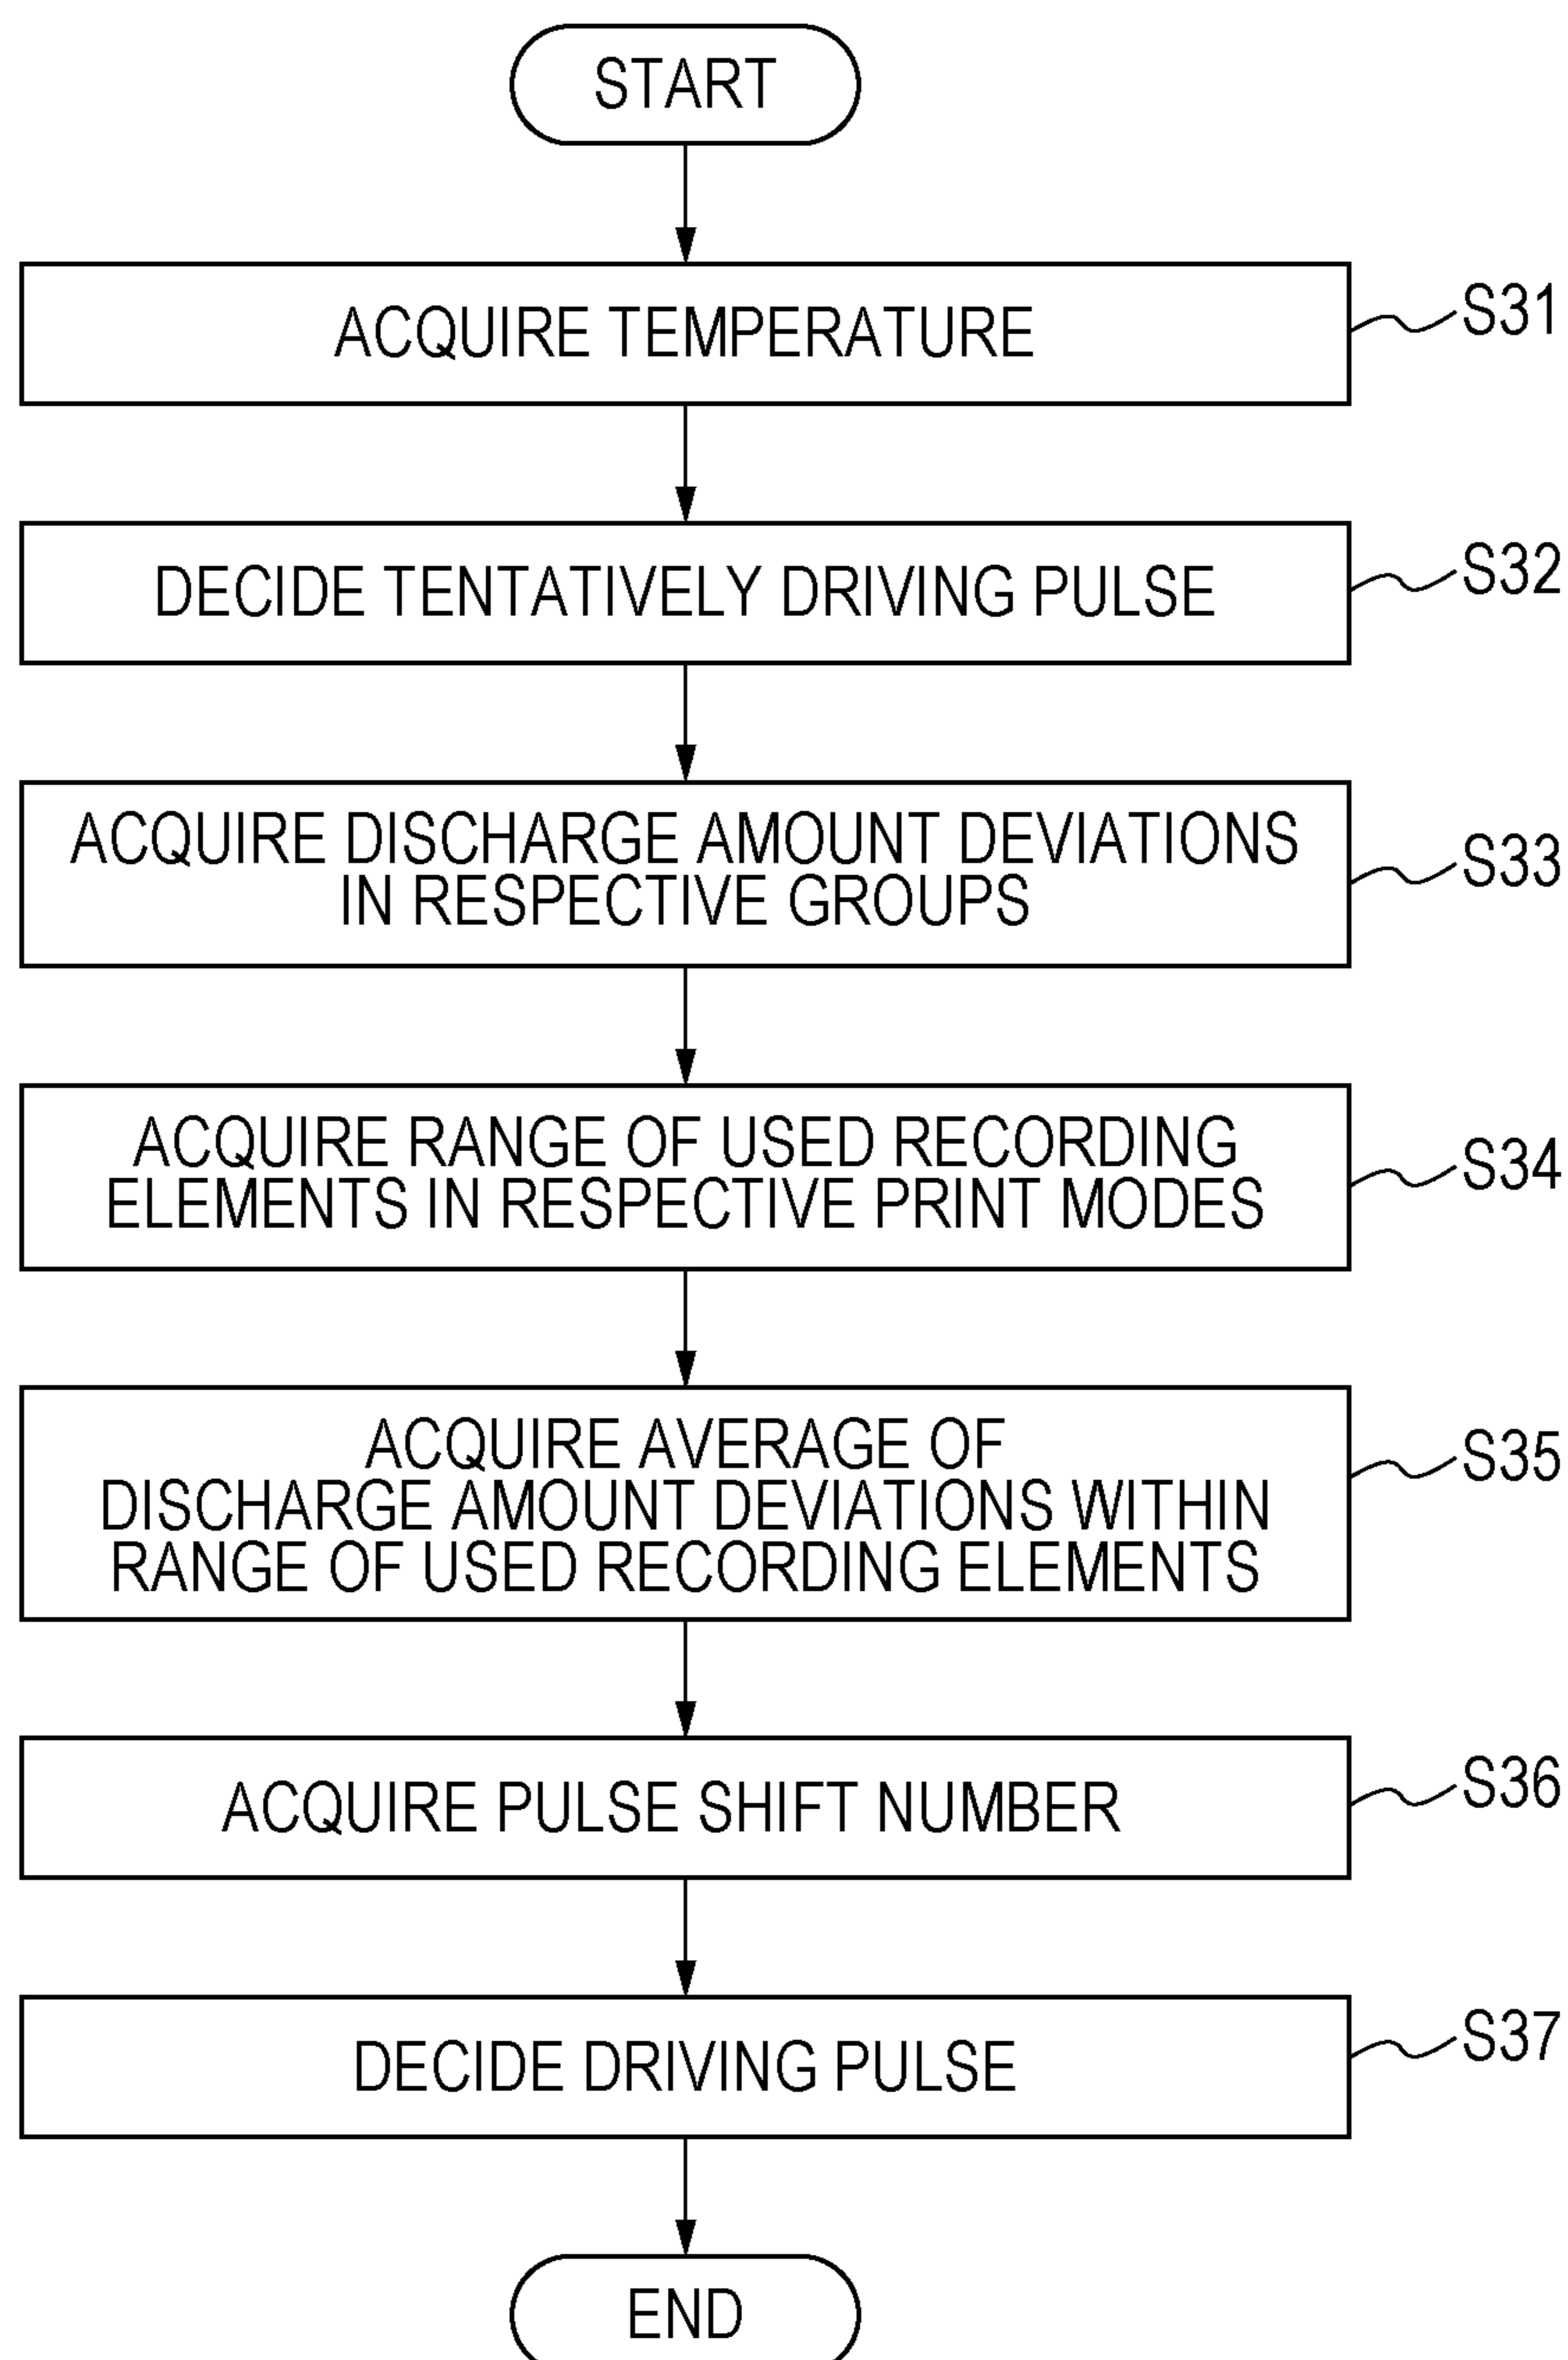 START
ACQUIRE TEMPERATURE
S31
DECIDE TENTATIVELY DRIVING PULSE
S32
ACQUIRE DISCHARGE AMOUNT DEVIATIONS
IN RESPECTIVE GROUPS
S33
ACQUIRE RANGE OF USED RECORDING
ELEMENTS IN RESPECTIVE PRINT MODES
S34
ACQUIRE AVERAGE OF
DISCHARGE AMOUNT DEVIATIONS WITHIN
RANGE OF USED RECORDING ELEMENTS
S35
ACQUIRE PULSE SHIFT NUMBER
S36
DECIDE DRIVING PULSE
S37
END